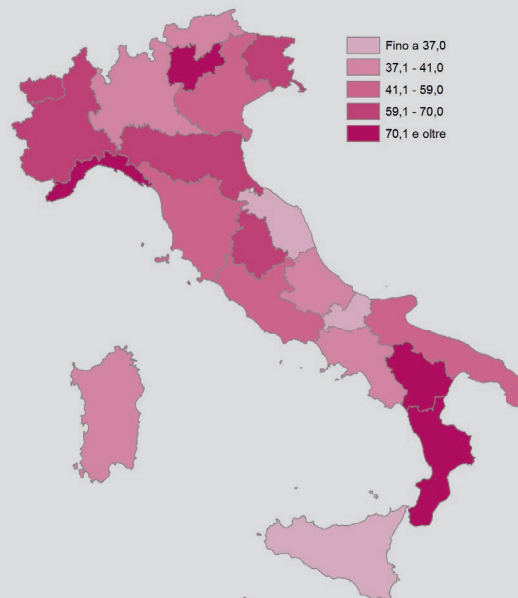 Fino a 37,0
37,1 - 41,0
41,1 - 59,0
59,1 - 70,0
70,1 e oltre